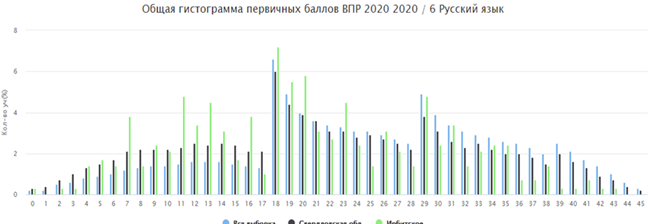 Общая гистограмма первичных баллов ВПР 2020 2020 / 6 Русский язык
8
6
4
2
0
Кол-во уч(%)
0 1 2 3 4 5 6 7 8 9 10 11 12 13 14 15 16 17 18 19 20 21 22 23 24 25 26 27 28 29 30 31 32 33 34 35 36 37 38 39 40 41 42 43 44 45
Вся выборка Свердловская обл. Ирбитское